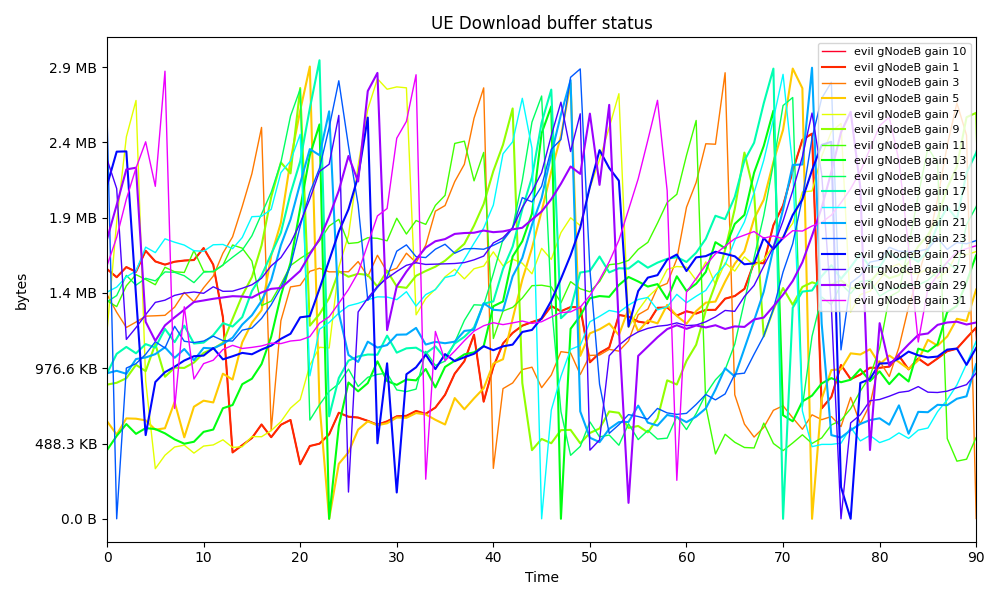 UE Download buffer status
bytes
2.9 MB
2.4 MB
1.9 MB
1.4 MB
976.6 KB
488.3 KB
0.0 B
evil gNodeB gain 10
evil gNodeB gain 1
evil gNodeB gain 3
evil gNodeB gain 5
evil gNodeB gain 7
evil gNodeB gain 9
evil gNodeB gain 11
evil gNodeB gain 13
evil gNodeB gain 15
evil gNodeB gain 17
evil gNodeB gain 19
evil gNodeB gain 21
evil gNodeB gain 23
evil gNodeB gain 25
evil gNodeB gain 27
evil gNodeB gain 29
evil gNodeB gain 31
0 10 20 30 40 50 60 70 80 90
Time